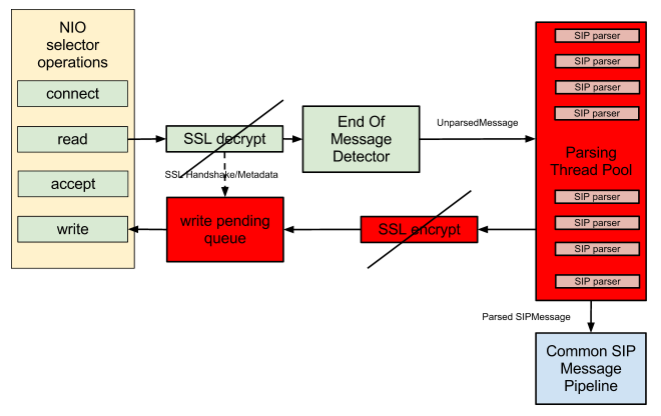 NIO
selector
operations
connect
read
accept
write
SSL decrypt
SSL Handshake/Metadata
write pending
queue
End Of
Message
Detector
UnparsedMessage
SSL encrypt
SIP parser
SIP parser
SIP parser
SIP parser
Parsing
Thread Pool
SIP parser
SIP parser
SIP parser
SIP parser
Parsed SIPMessage
Common SIP
Message
Pipeline